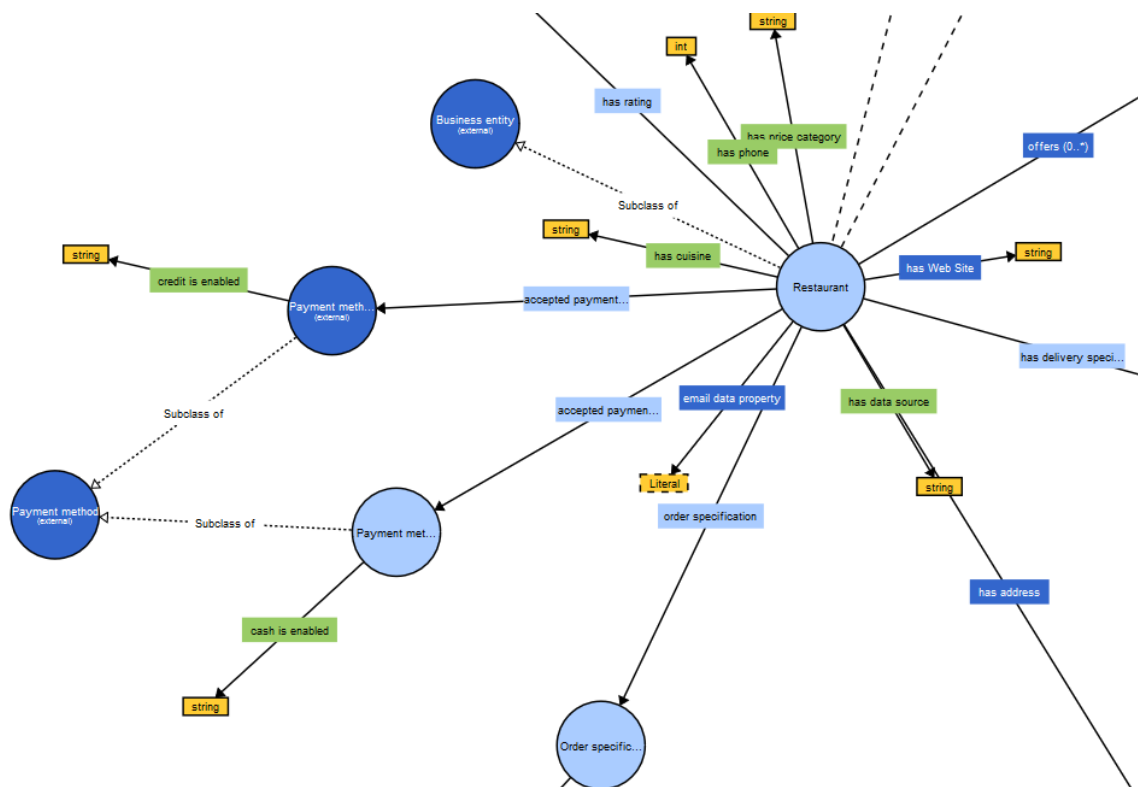 string
int
has rating
Business entity
(external)
has price category
has phone
offers (0..*)
Subclass of
string
has cuisine
string
has Web Site
string
credit is enabled
Restaurant
Payment meth...
(external)
accepted payment...
has delivery speci...
email data property
has data source
accepted paymen...
Subclass of
Literal
string
Payment method
(external)
Subclass of
Payment met...
order specification
has address
cash is enabled
string
Order specific...